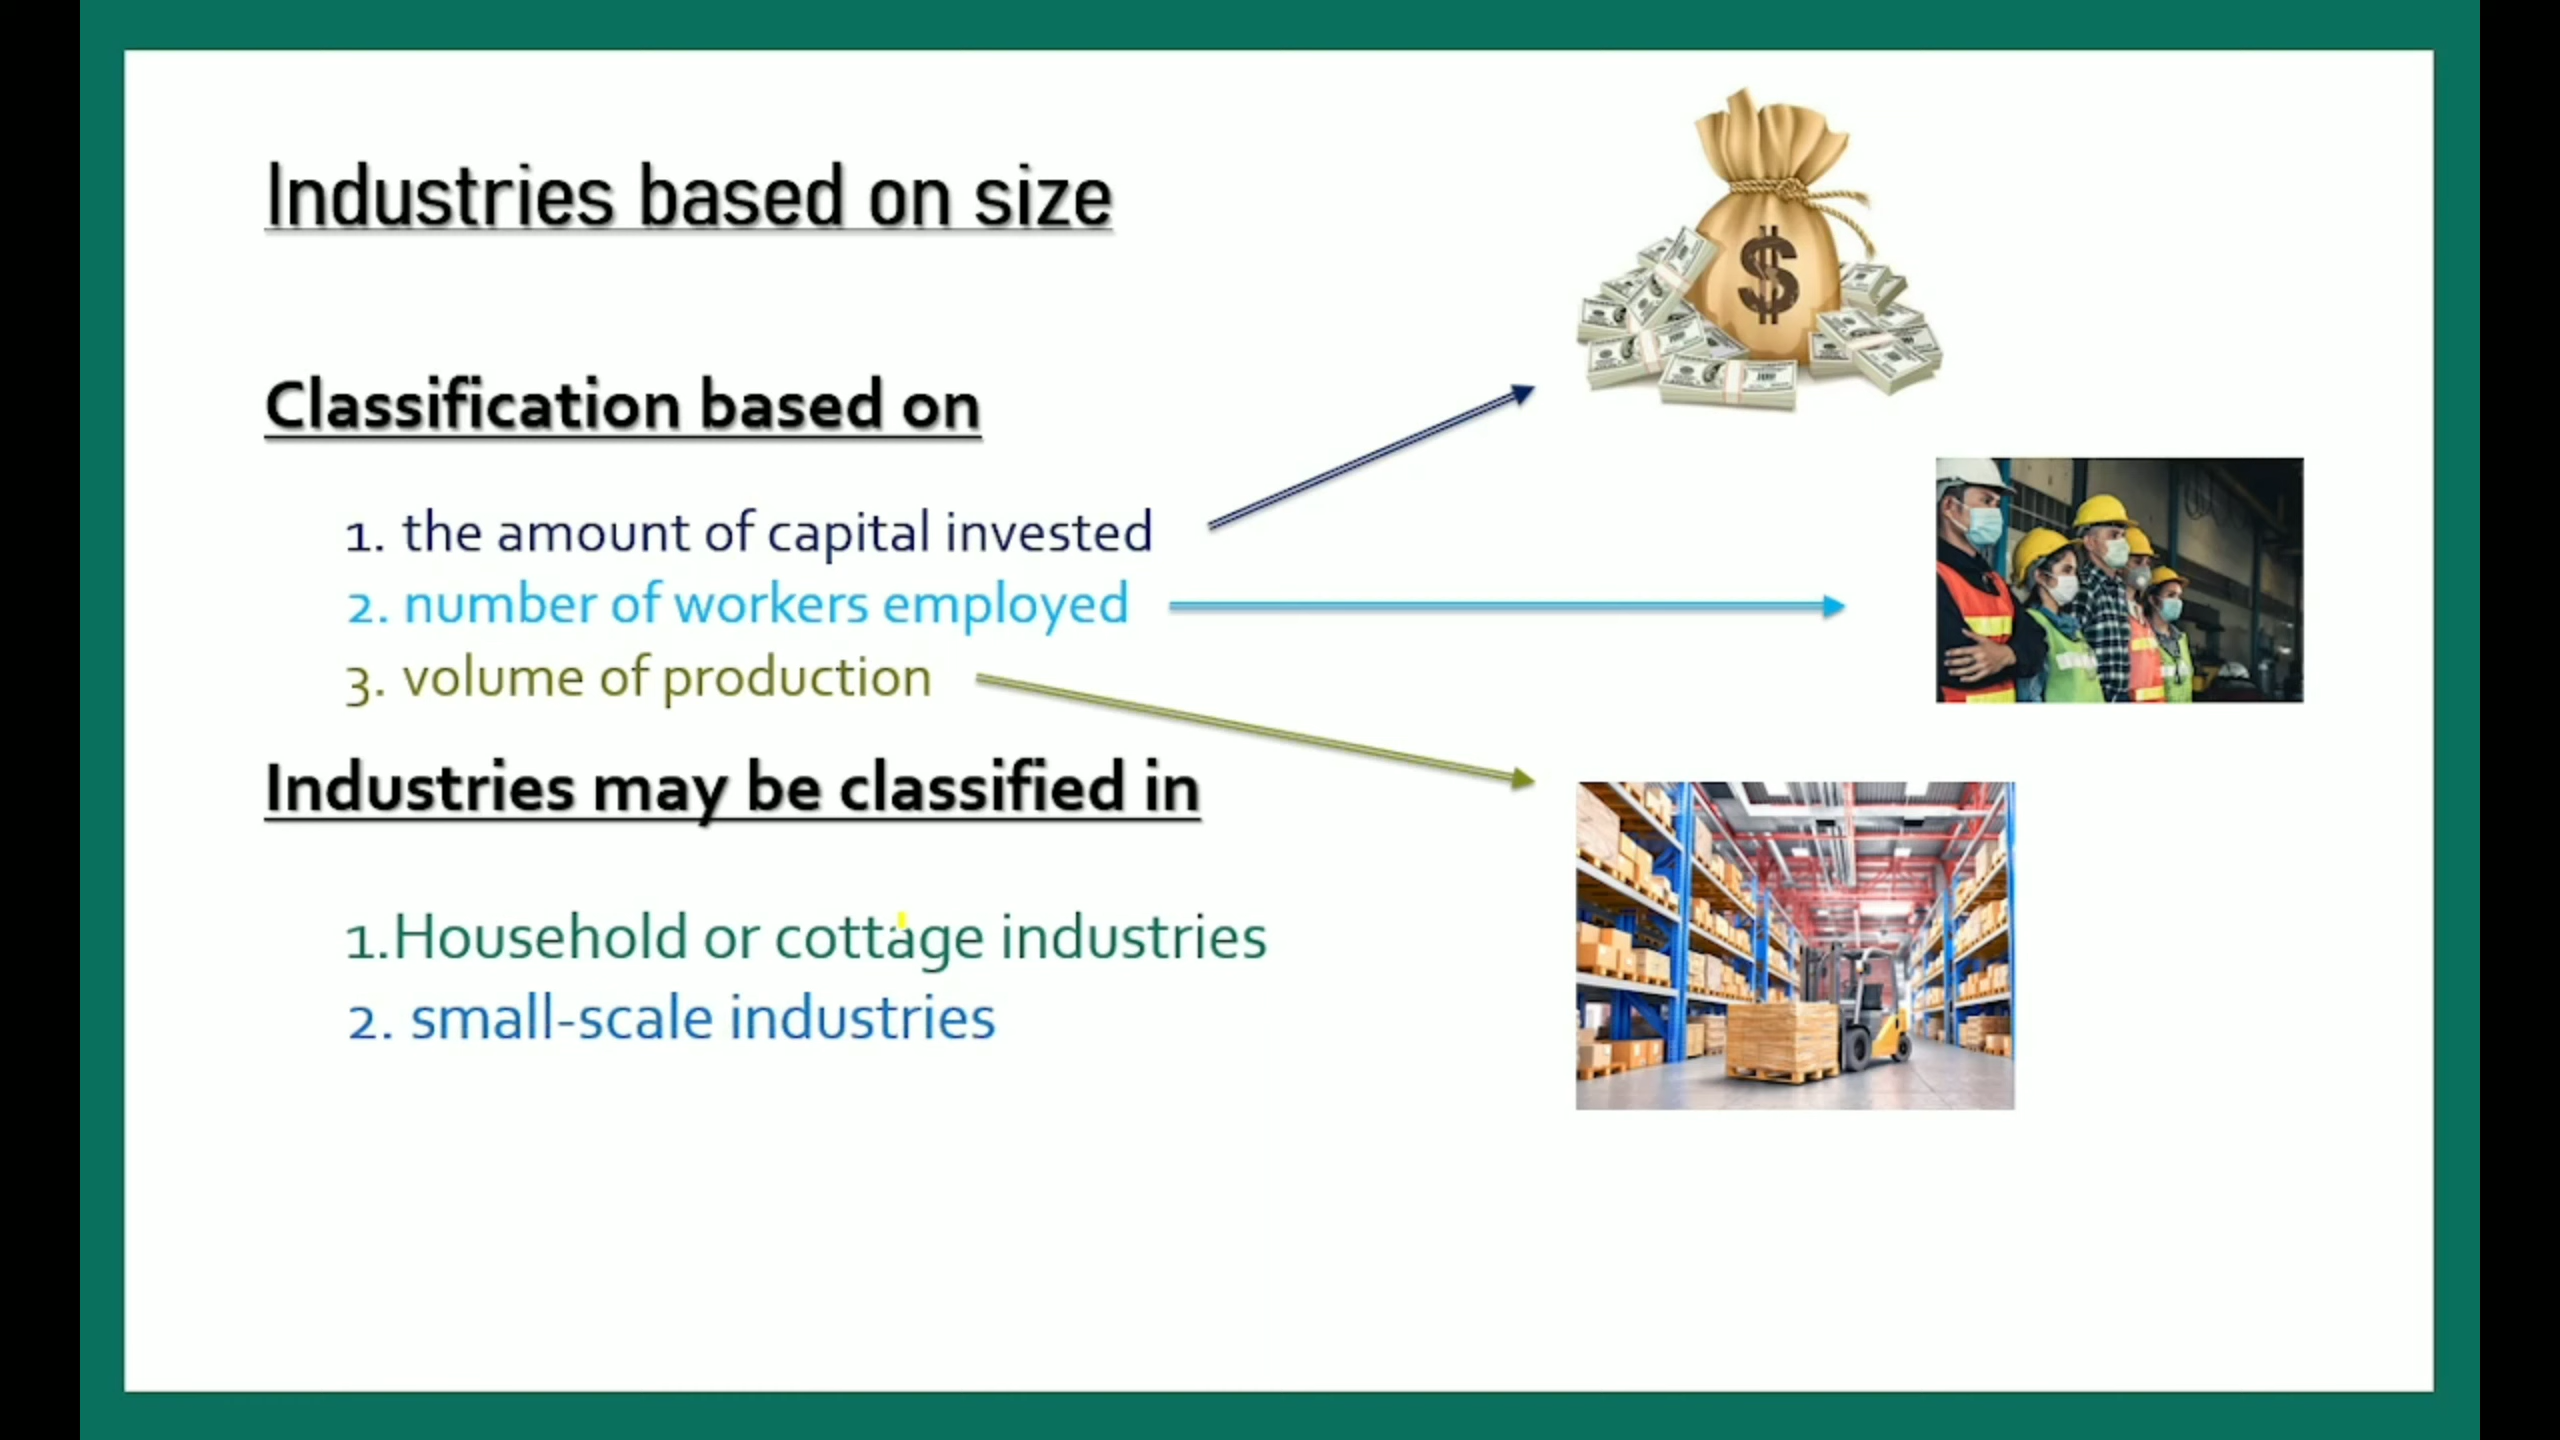 Industries based on size
Classification based on
1. the amount of capital invested
2. number of workers employed
3. volume of production
Industries may be classified in
1.Household or cottage industries
2. small-scale industries
$